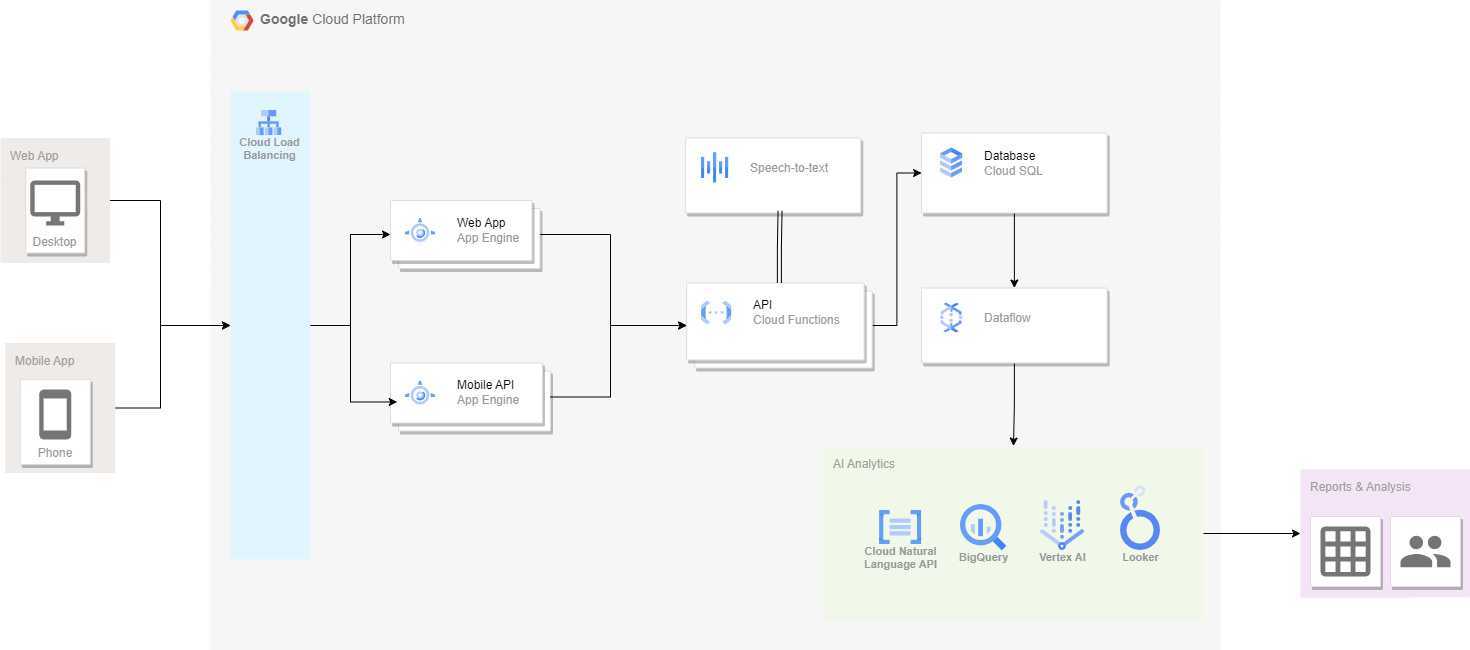 Google Cloud Platform
Cloud Load
Balancing
Web App
Desktop
Mobile App
Phone
Web App
App Engine
Mobile API
App Engine
Speech-to-text
API
Cloud Functions
Database
Cloud SQL
Dataflow
AI Analytics
Cloud Natural
Language API
BigQuery
Vertex AI
Looker
Reports & Analysis